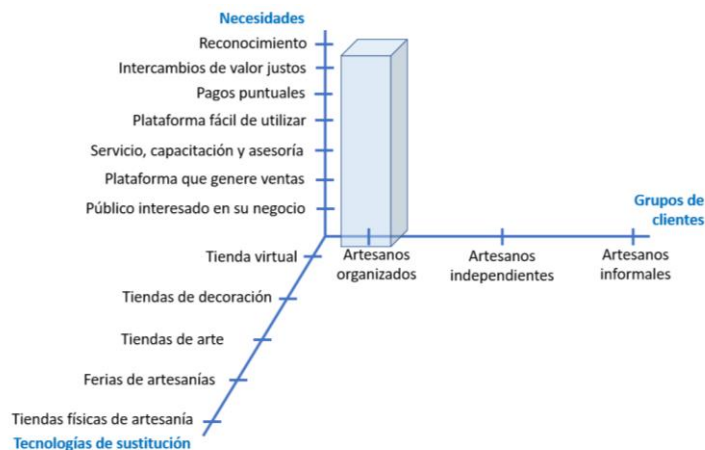 Necesidades
Reconocimiento
Intercambios de valor justos
Pagos puntuales
Plataforma fácil de utilizar
Servicio, capacitación y asesoría
Plataforma que genere ventas
Público interesado en su negocio
Grupos de
clientes
Artesanos
organizados
Artesanos
independientes
Artesanos
informales
Tienda virtual
Tiendas de decoración
Tiendas de arte
Ferias de artesanías
Tiendas físicas de artesanía
Tecnologías de sustitución